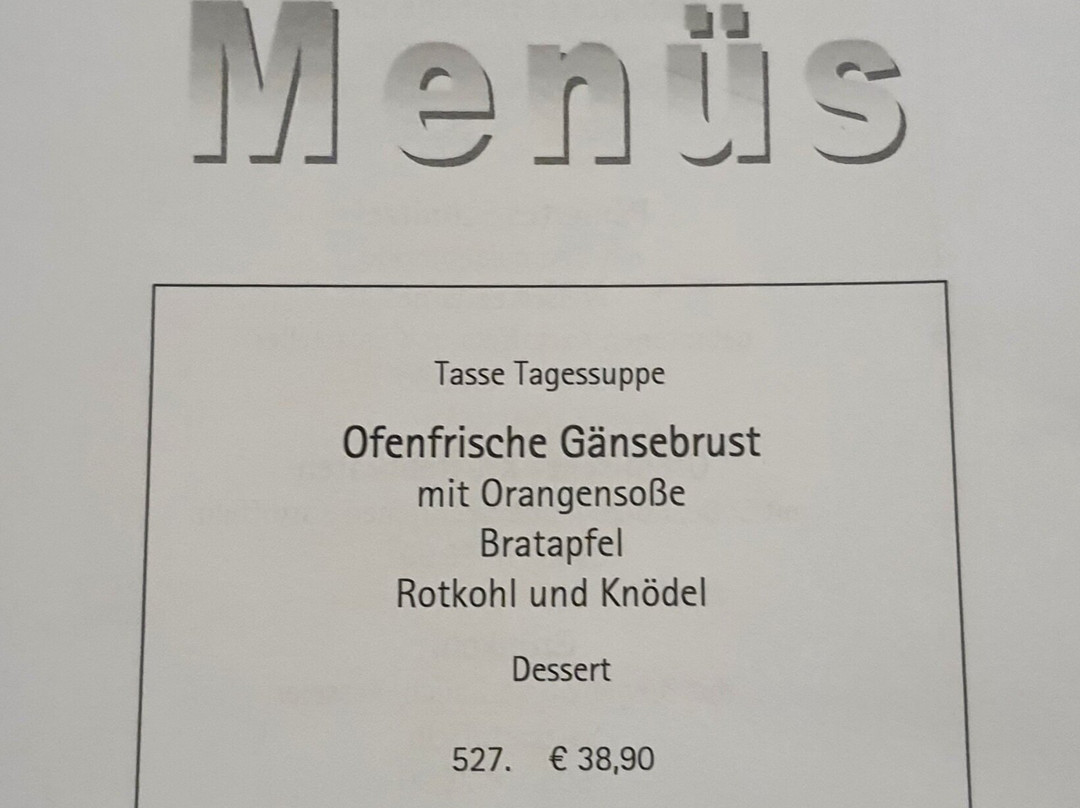 Menüs
Tasse Tagessuppe
Ofenfrische Gänsebrust
mit Orangensoße
Bratapfel
Rotkohl und Knödel
Dessert
527. € 38,90